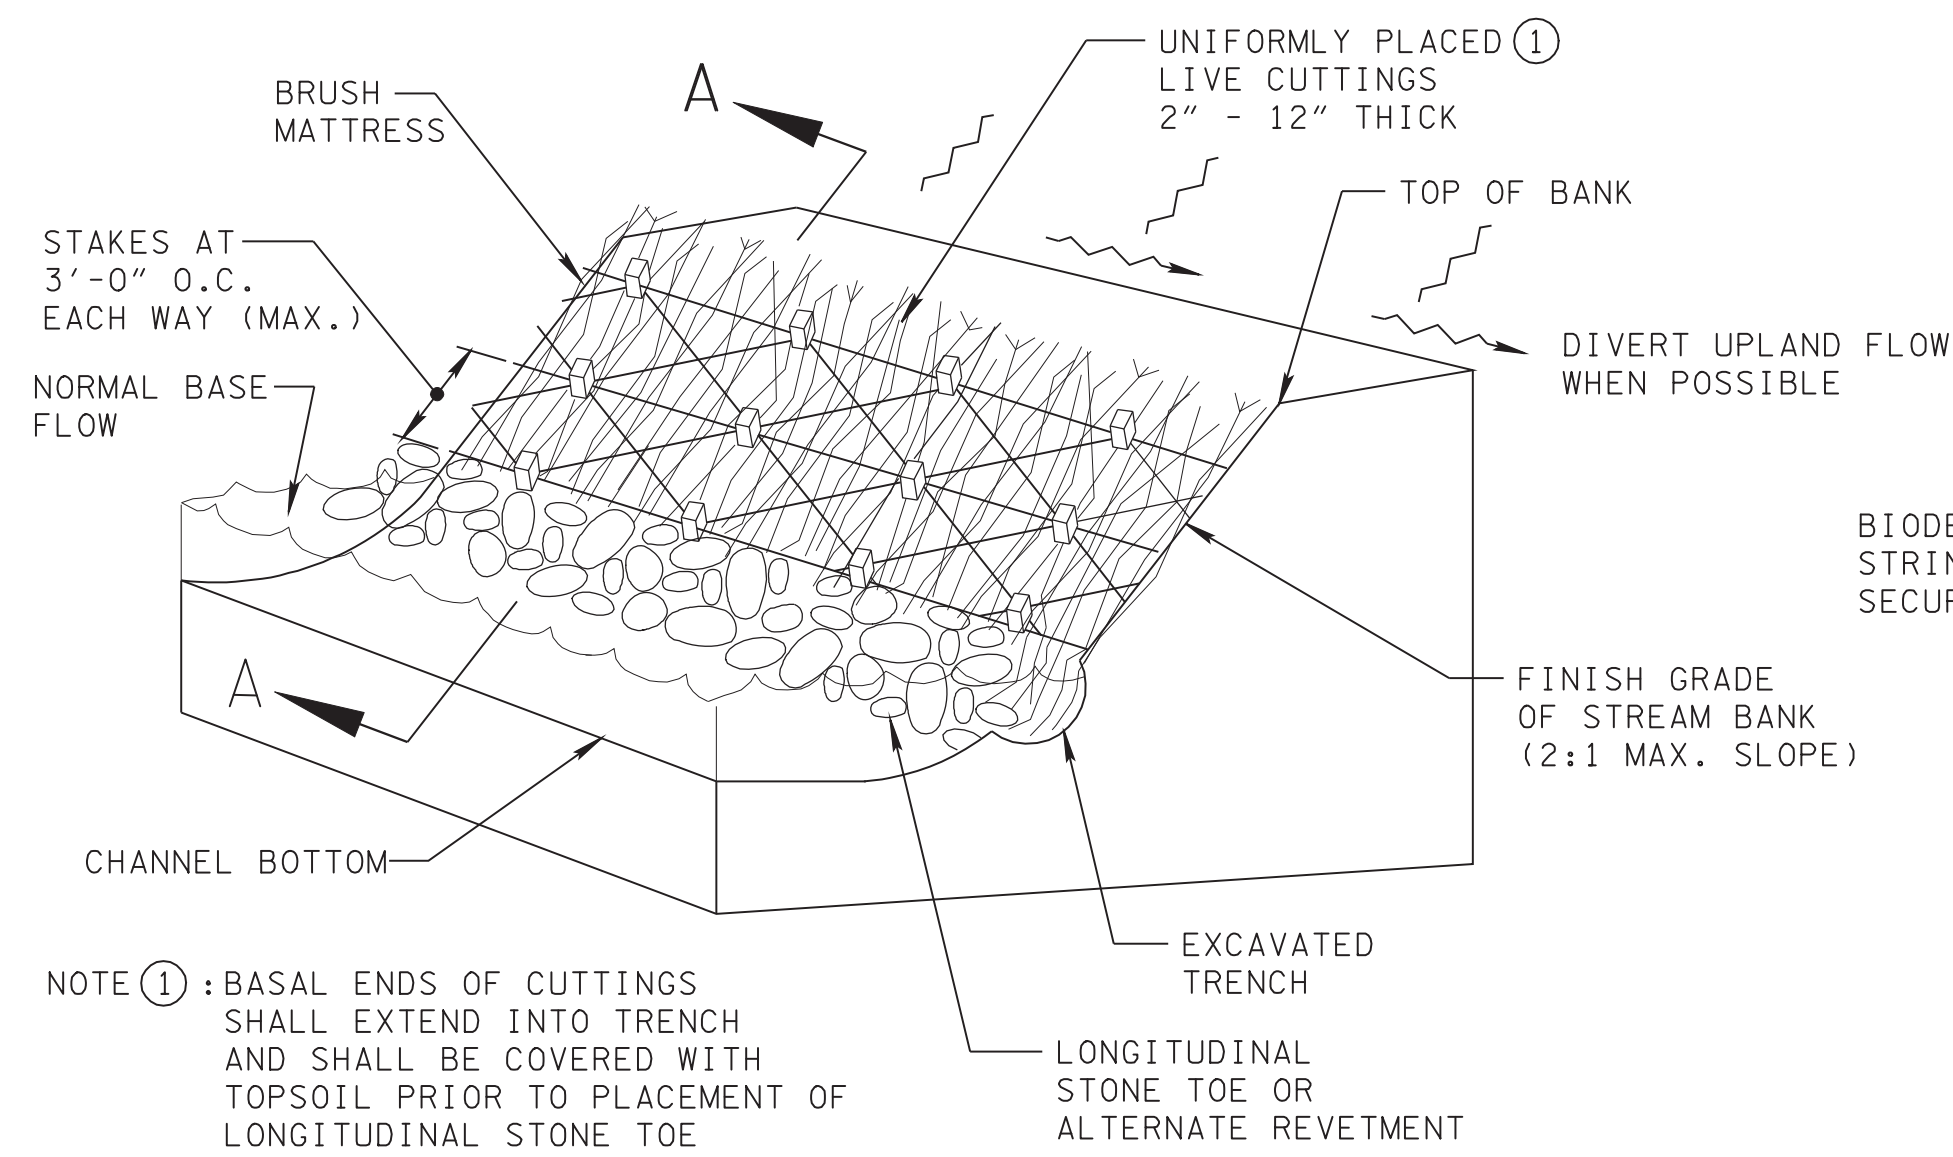 UNIFORMLY PLACED 1
LIVE CUTTINGS
2" - 12" THICK
BRUSH
MATTRESS
A
TOP OF BANK
STAKES AT
3'-0" O.C.
EACH WAY (MAX.)
DIVERT UPLAND FLOW
WHEN POSSIBLE
NORMAL BASE
FLOW
BIODE
STRIN
SECUR
A
FINISH GRADE
OF STREAM BANK
(2:1 MAX. SLOPE)
CHANNEL BOTTOM
EXCAVATED
TRENCH
NOTE 1 : BASAL ENDS OF CUTTINGS
SHALL EXTEND INTO TRENCH
AND SHALL BE COVERED WITH
TOPSOIL PRIOR TO PLACEMENT OF
LONGITUDINAL STONE TOE
LONGITUDINAL
STONE TOE OR
ALTERNATE REVETMENT